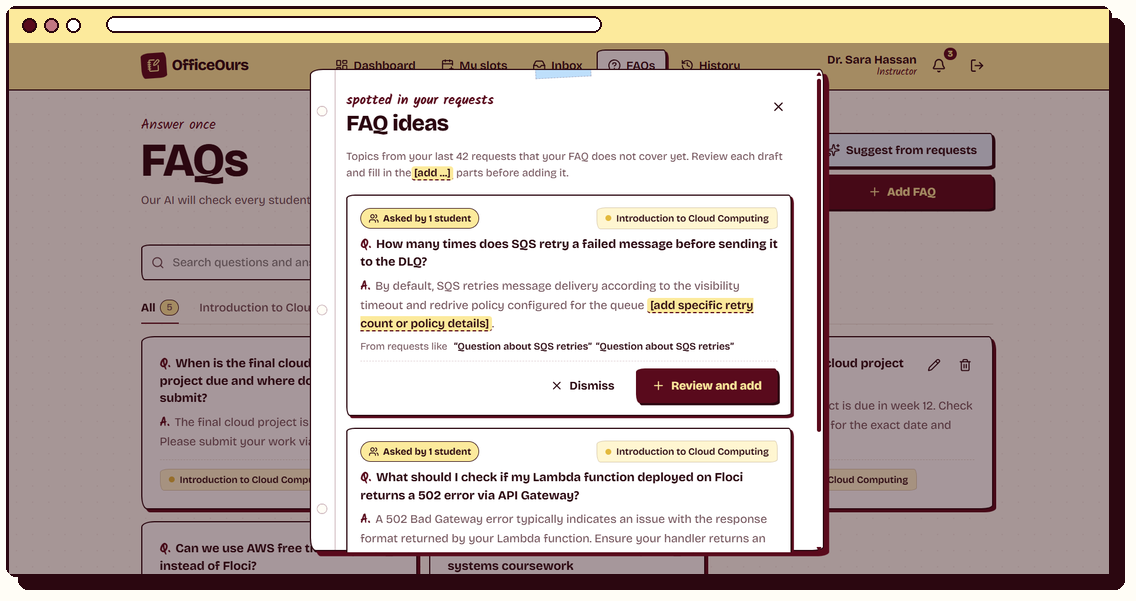 OfficeOurs
Dashboard
My slots
Inbox
FAQs
History
Dr. Sara Hassan
Instructor
3
Answer once
FAQs
Our AI will check every student
Suggest from requests
+ Add FAQ
Search questions and an
All 5
Introduction to Clou
Q. When is the final cloud
project due and where do
submit?
A. The final cloud project is
Please submit your work via
Introduction to Cloud Compu
cloud project
ct is due in week 12. Check
for the exact date and
Cloud Computing
Q. Can we use AWS free t
instead of Floci?
systems coursework
spotted in your requests
FAQ ideas
Topics from your last 42 requests that your FAQ does not cover yet. Review each draft
and fill in the [add …] parts before adding it.
Asked by 1 student
Introduction to Cloud Computing
Q. How many times does SQS retry a failed message before sending it
to the DLQ?
A. By default, SQS retries message delivery according to the visibility
timeout and redrive policy configured for the queue [add specific retry
count or policy details].
From requests like "Question about SQS retries" "Question about SQS retries"
Dismiss
+ Review and add
Asked by 1 student
Introduction to Cloud Computing
Q. What should I check if my Lambda function deployed on Floci
returns a 502 error via API Gateway?
A. A 502 Bad Gateway error typically indicates an issue with the response
format returned by your Lambda function. Ensure your handler returns an